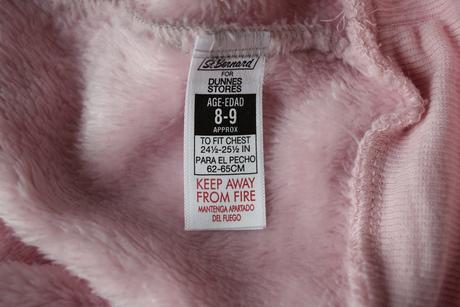 St. Bernard
FOR
DUNNES
STORES
AGE-EDAD
8-9
APPROX
TO FIT CHEST
24½-25½ IN
PARA EL PECHO
62-65CM
KEEP AWAY
FROM FIRE
MANTENGA APARTADO
DEL FUEGO